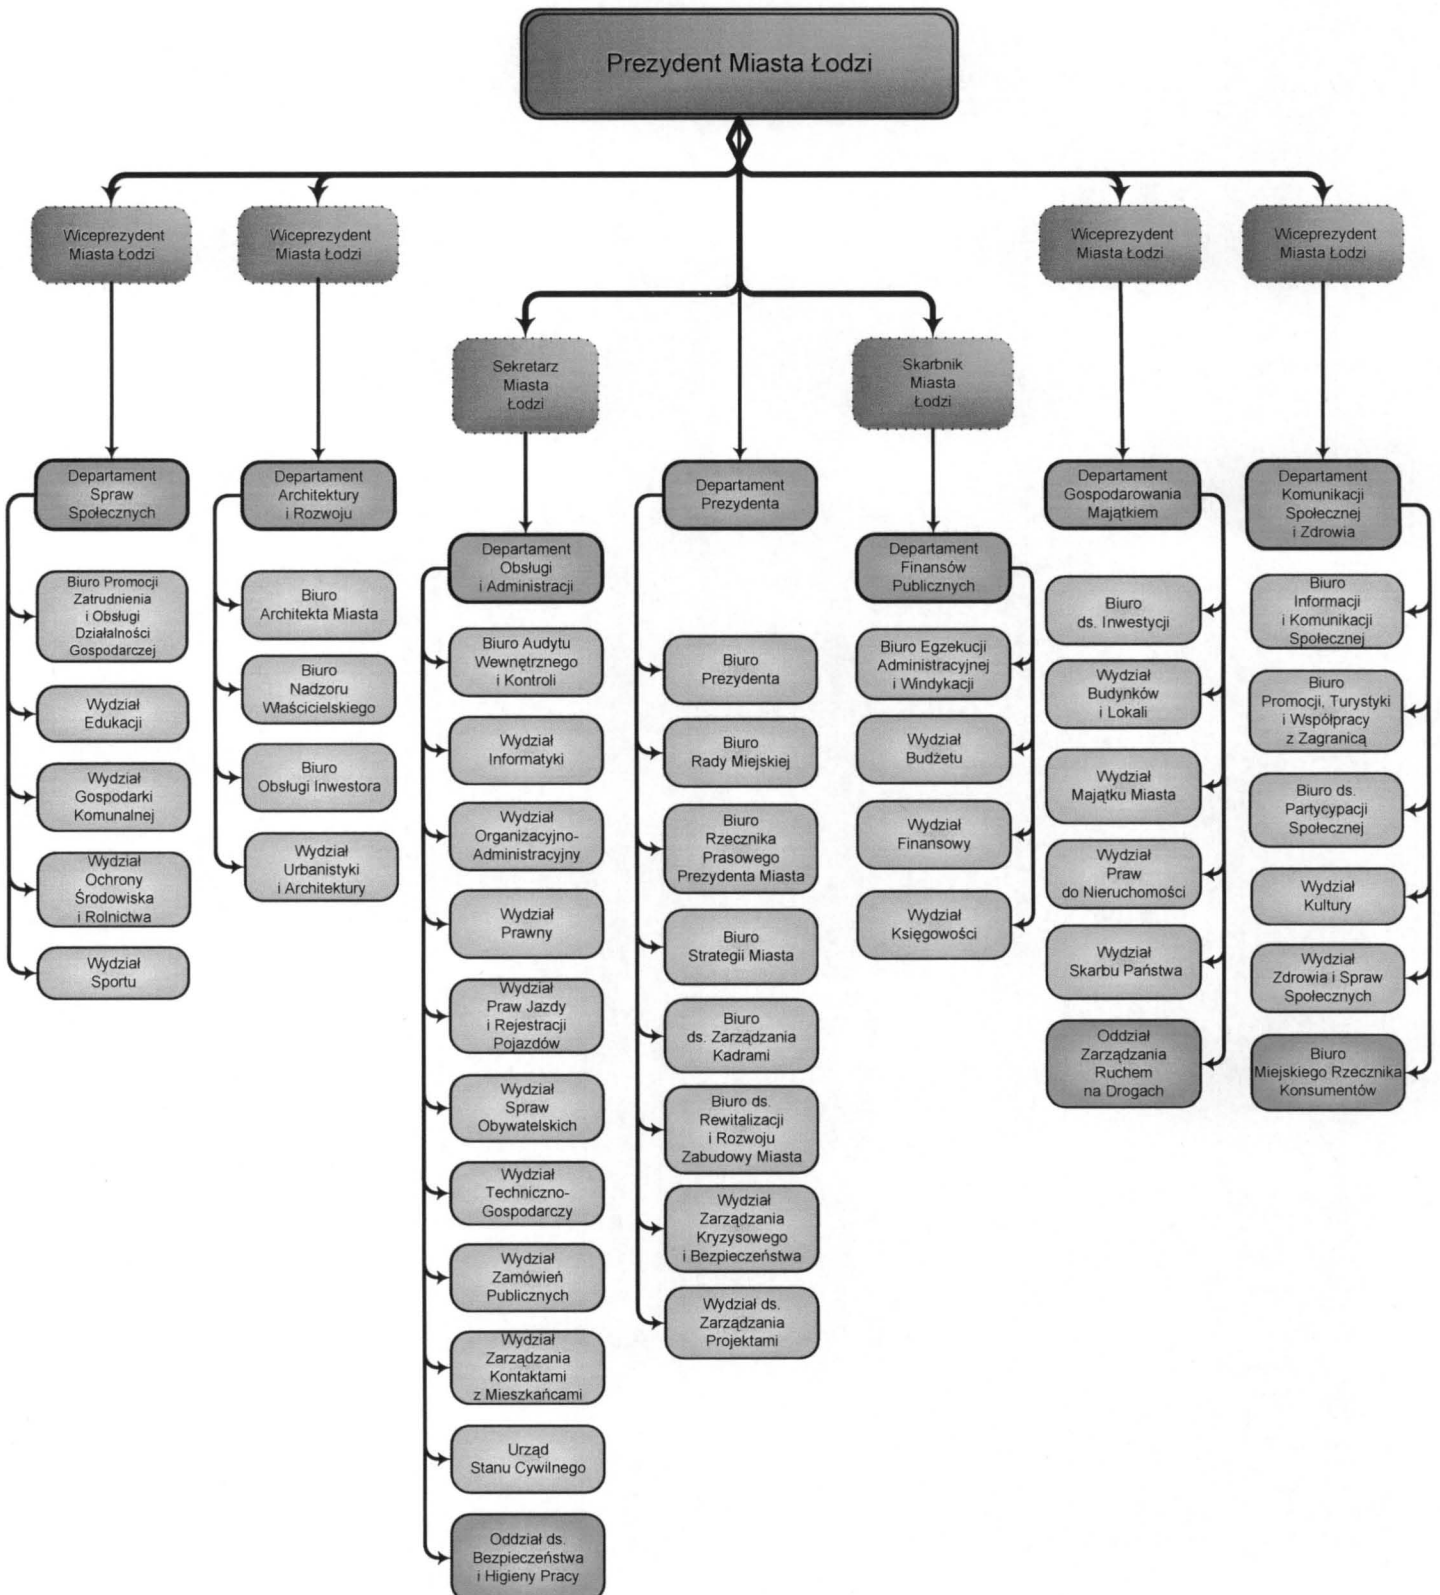 Prezydent Miasta Łodzi
Wiceprezydent
Miasta Łodzi
Wiceprezydent
Miasta Łodzi
Wiceprezydent
Miasta Łodzi
Wiceprezydent
Miasta Łodzi
Sekretarz
Miasta
Łodzi
Skarbnik
Miasta
Łodzi
Departament
Spraw
Społecznych
Biuro Promocji
Zatrudnienia
i Obsługi
Działalności
Gospodarczej
Wydział
Edukacji
Wydział
Gospodarki
Komunalnej
Wydział
Ochrony
Środowiska
i Rolnictwa
Wydział
Sportu
Departament
Architektury
i Rozwoju
Biuro
Architekta Miasta
Biuro
Nadzoru
Właścicielskiego
Biuro
Obsługi Inwestora
Wydział
Urbanistyki
i Architektury
Departament
Obsługi
i Administracji
Biuro Audytu
Wewnętrznego
i Kontroli
Wydział
Informatyki
Wydział
Organizacyjno-
Administracyjny
Wydział
Prawny
Wydział
Praw Jazdy
i Rejestracji
Pojazdów
Wydział
Spraw
Obywatelskich
Wydział
Techniczno-
Gospodarczy
Wydział
Zamówień
Publicznych
Wydział
Zarządzania
Kontaktami
z Mieszkańcami
Urząd
Stanu Cywilnego
Oddział ds.
Bezpieczeństwa
i Higieny Pracy
Departament
Prezydenta
Biuro
Prezydenta
Biuro
Rady Miejskiej
Biuro
Rzecznika
Prasowego
Prezydenta Miasta
Biuro
Strategii Miasta
Biuro
ds. Zarządzania
Kadrami
Biuro ds.
Rewitalizacji
i Rozwoju
Zabudowy Miasta
Wydział
Zarządzania
Kryzysowego
i Bezpieczeństwa
Wydział ds.
Zarządzania
Projektami
Departament
Finansów
Publicznych
Biuro Egzekucji
Administracyjnej
i Windykacji
Wydział
Budżetu
Wydział
Finansowy
Wydział
Księgowości
Departament
Gospodarowania
Majątkiem
Biuro
ds. Inwestycji
Wydział
Budynków
i Lokali
Wydział
Majątku Miasta
Wydział
Praw
do Nieruchomości
Wydział
Skarbu Państwa
Oddział
Zarządzania
Ruchem
na Drogach
Departament
Komunikacji
Społecznej
i Zdrowia
Biuro
Informacji
i Komunikacji
Społecznej
Biuro
Promocji, Turystyki
i Współpracy
z Zagranicą
Biuro ds.
Partycypacji
Społecznej
Wydział
Kultury
Wydział
Zdrowia i Spraw
Społecznych
Biuro
Miejskiego Rzecznika
Konsumentów